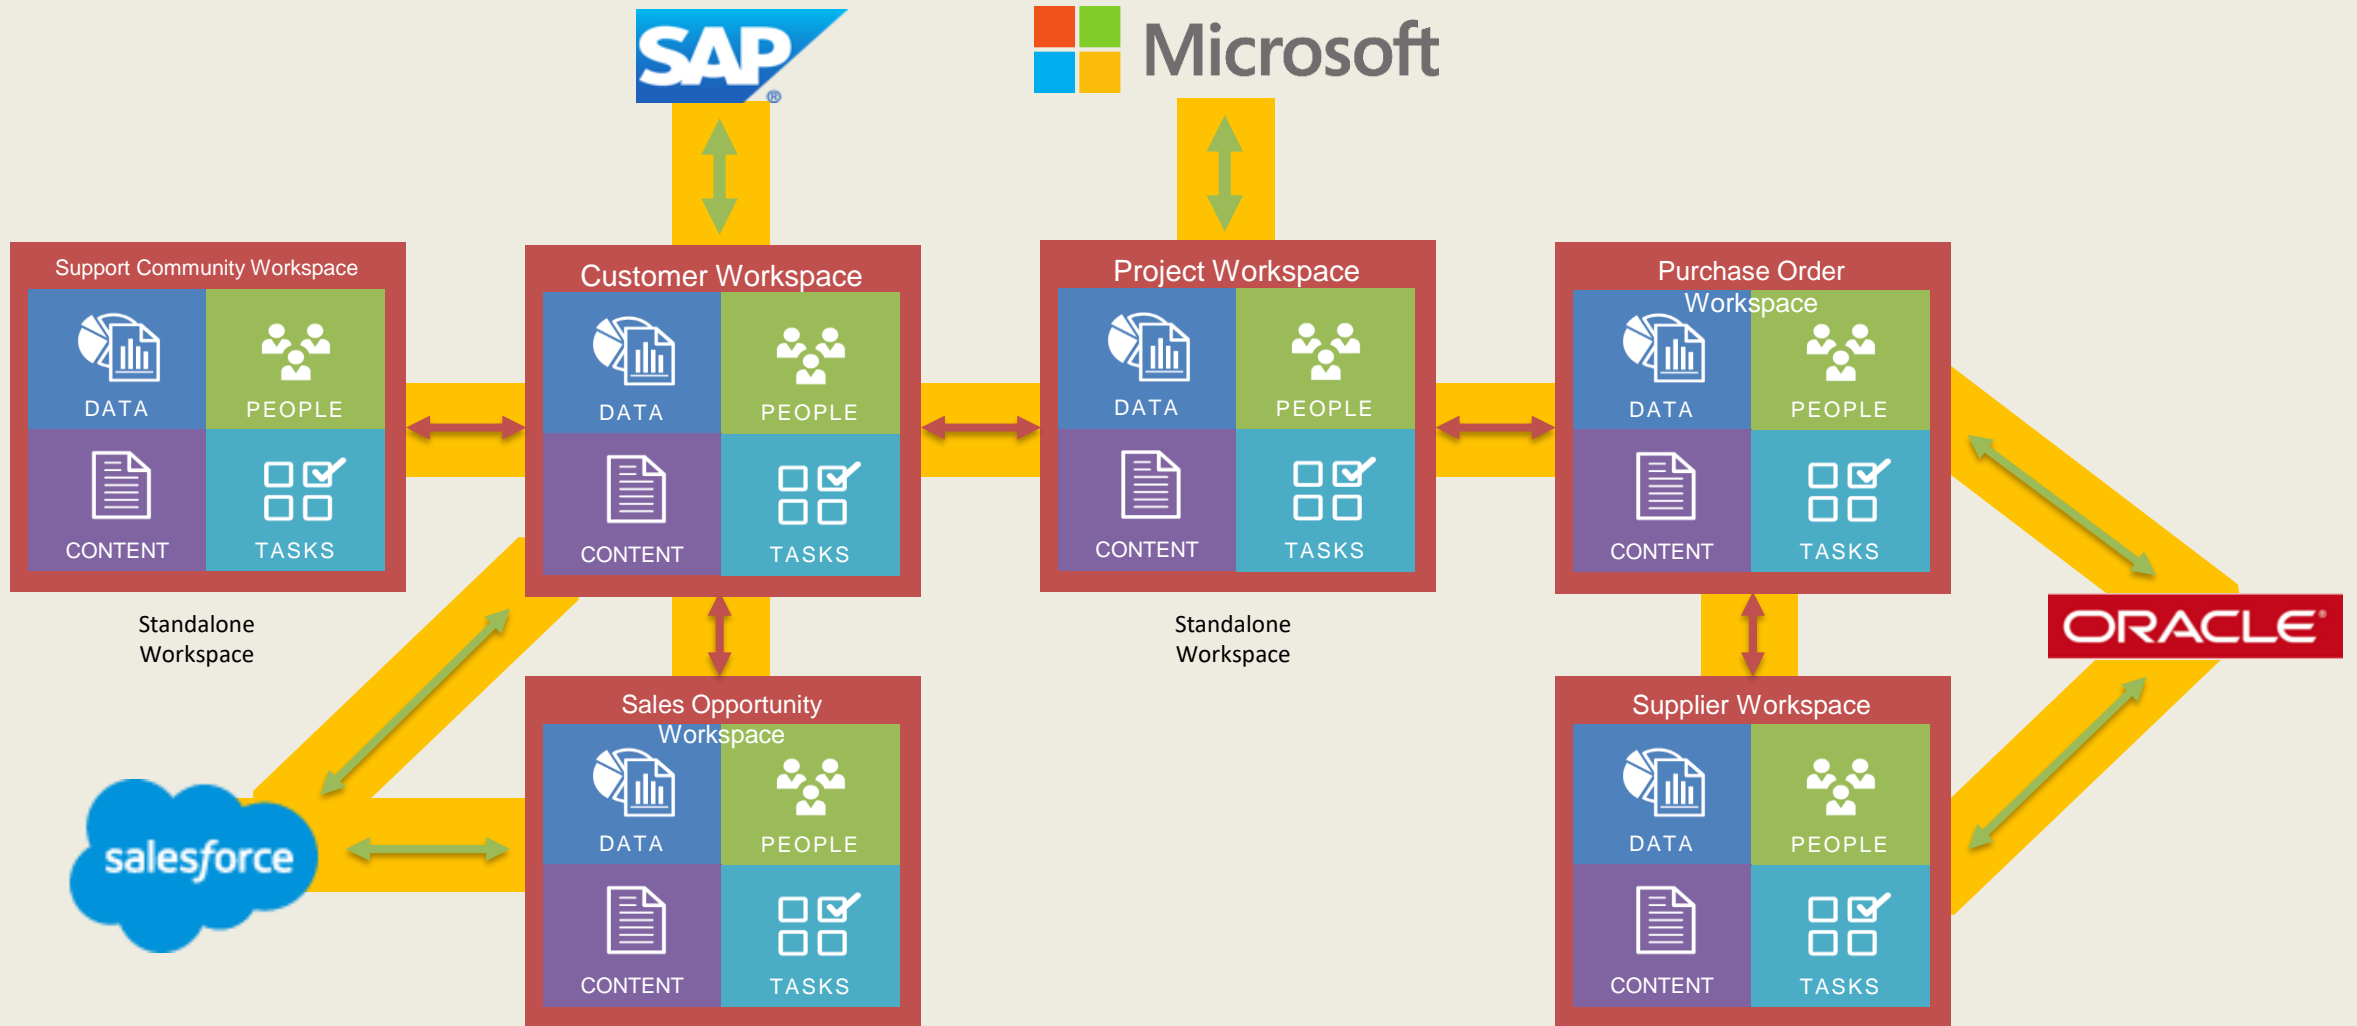 SAP
®
Microsoft
Support Community Workspace
DATA
PEOPLE
CONTENT
TASKS
Standalone
Workspace
Customer Workspace
DATA
PEOPLE
CONTENT
TASKS
Project Workspace
DATA
PEOPLE
CONTENT
TASKS
Standalone
Workspace
Purchase Order
Workspace
DATA
PEOPLE
CONTENT
TASKS
ORACLE®
salesforce
Sales Opportunity
Workspace
DATA
PEOPLE
CONTENT
TASKS
Supplier Workspace
DATA
PEOPLE
CONTENT
TASKS